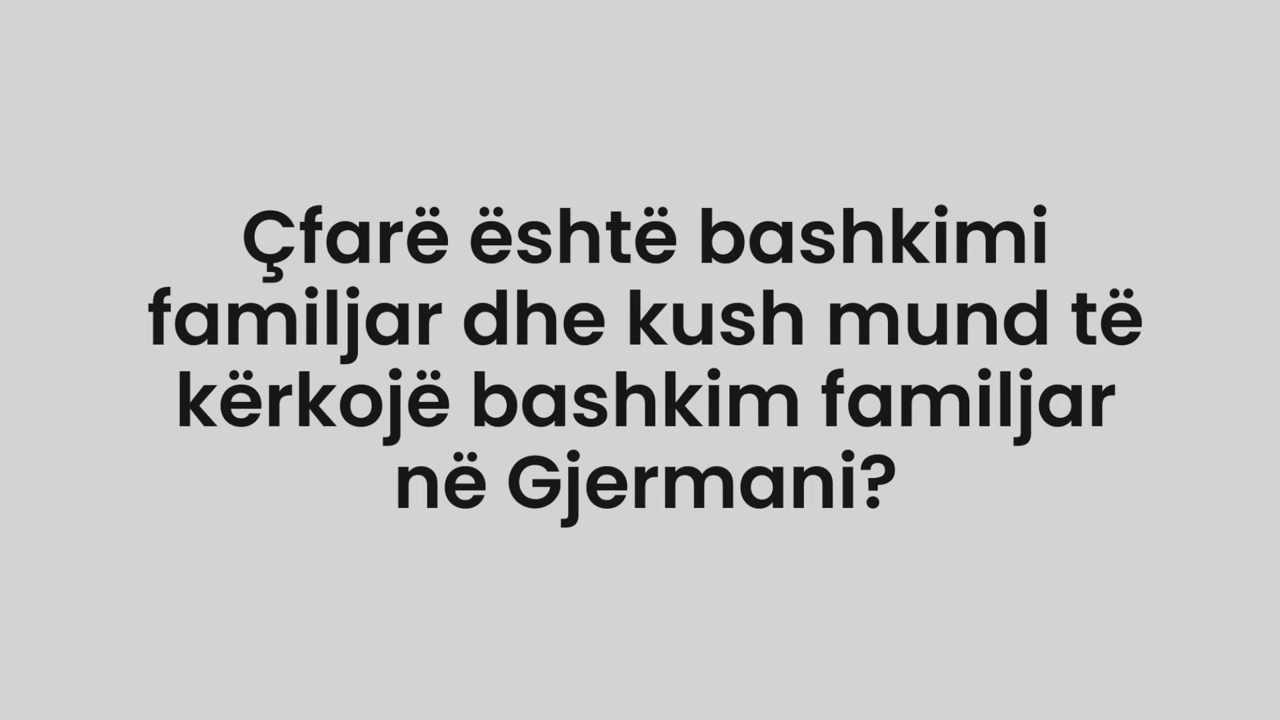 Çfarë është bashkimi
familjar dhe kush mund të
kërkojë bashkim familjar
në Gjermani?